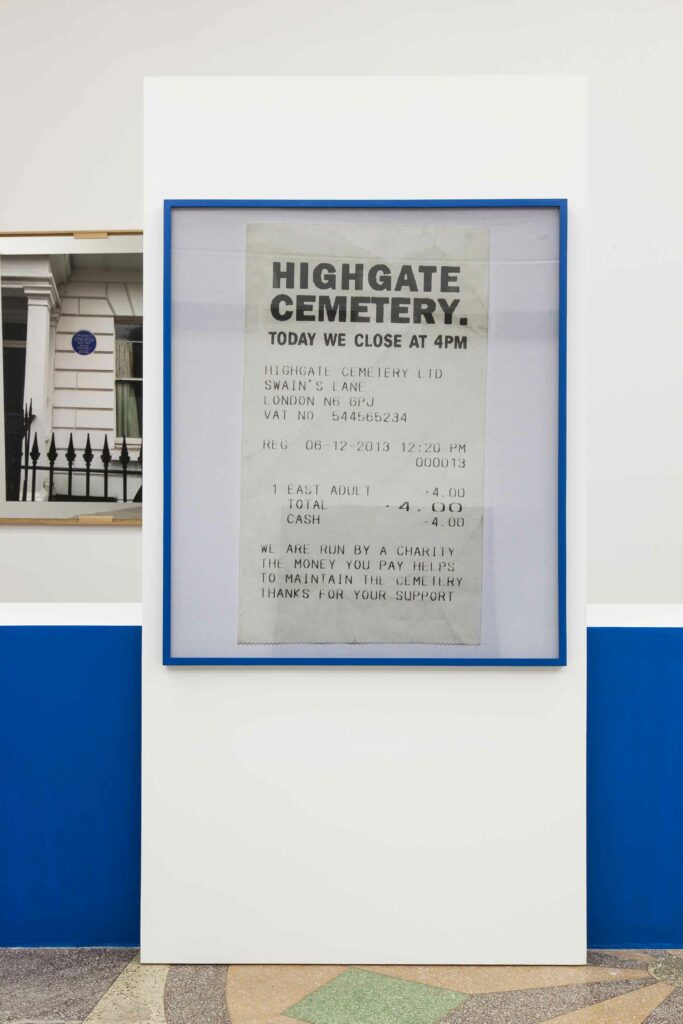 HIGHGATE
CEMETERY.
TODAY WE CLOSE AT 4PM
HIGHGATE CEMETERY LTD
SWAIN'S LANE
LONDON N6 6PJ
VAT NO. 544565234
REG 06-12-2013 12:20 PM
000013
1 EAST ADULT ·4.00
TOTAL ·4.00
CASH ·4.00
WE ARE RUN BY A CHARITY
THE MONEY YOU PAY HELPS
TO MAINTAIN THE CEMETERY
THANKS FOR YOUR SUPPORT
ENGELS